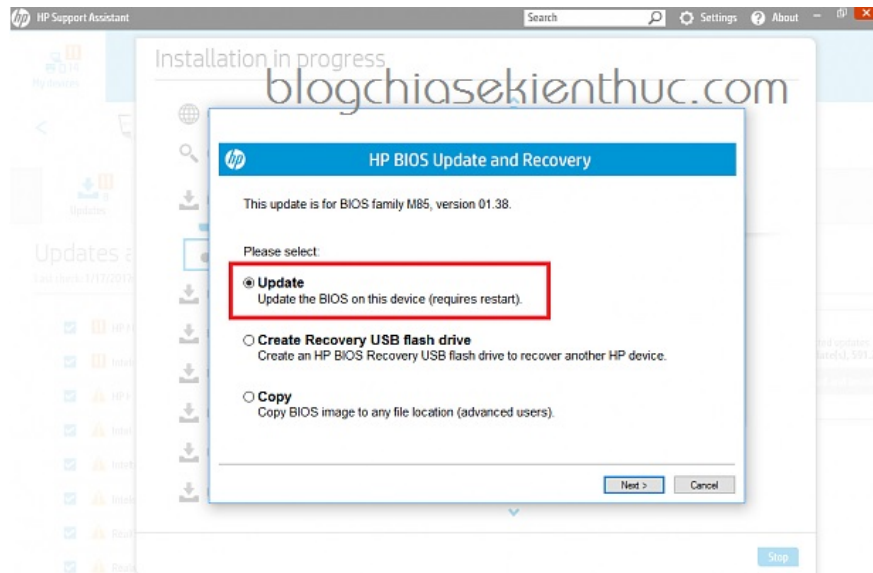 hp HP Support Assistant
Search
Settings
? About
My devices
Installation in progress
blogchiasekienthuc.com
hp HP BIOS Update and Recovery
This update is for BIOS family M85, version 01.38.
Please select:
Update
Update the BIOS on this device (requires restart).
Create Recovery USB flash drive
Create an HP BIOS Recovery USB flash drive to recover another HP device.
Copy
Copy BIOS image to any file location (advanced users).
Next >
Cancel
Updates
Updates
Stop